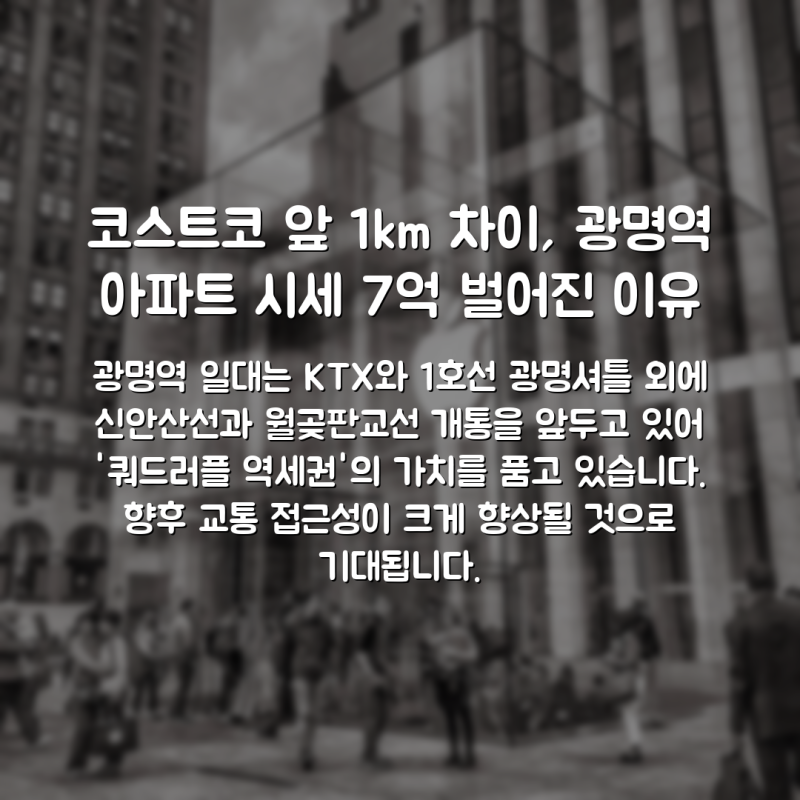 코스트코 앞 1km 차이, 광명역
아파트 시세 7억 벌어진 이유
광명역 일대는 KTX와 1호선 광명셔틀 외에
신안산선과 월곶판교선 개통을 앞두고 있어
'쿼드러플 역세권'의 가치를 품고 있습니다.
향후 교통 접근성이 크게 향상될 것으로
기대됩니다.